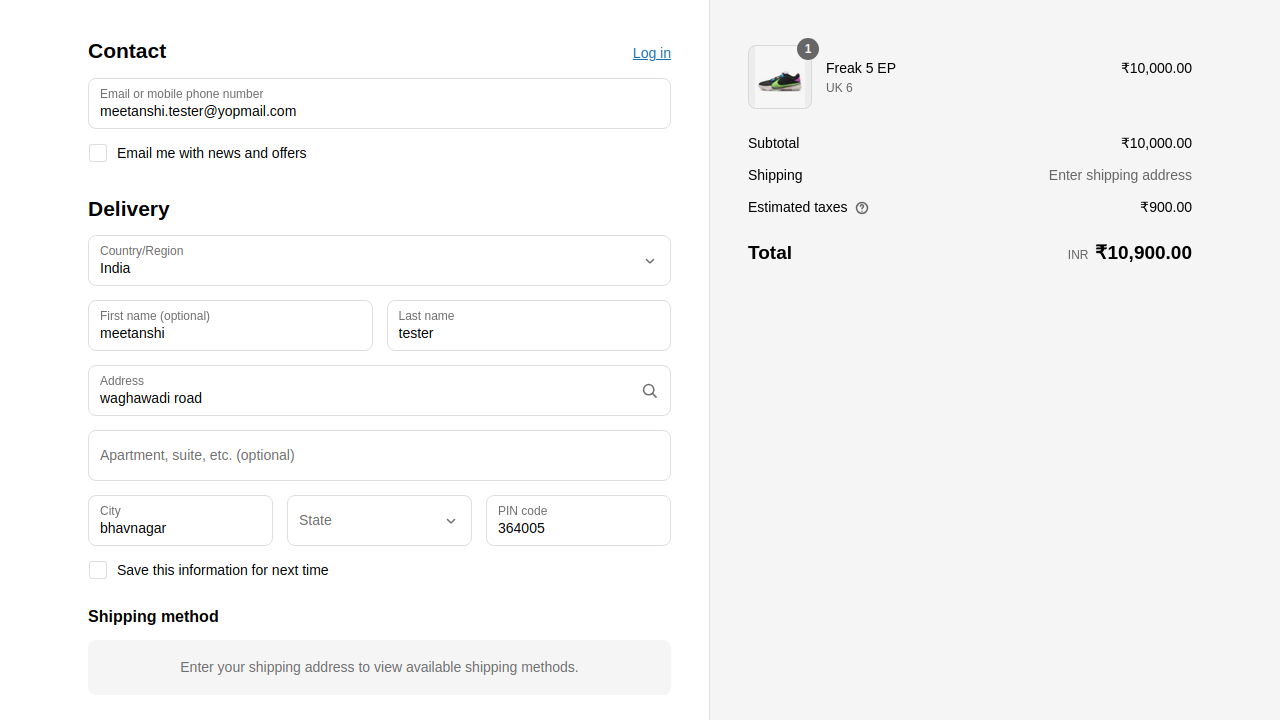 Contact
Log in
Email or mobile phone number
meetanshi.tester@yopmail.com
Email me with news and offers
Delivery
Country/Region
India
First name (optional)
meetanshi
Last name
tester
Address
waghawadi road
Apartment, suite, etc. (optional)
City
bhavnagar
State
PIN code
364005
Save this information for next time
Shipping method
Enter your shipping address to view available shipping methods.
1
Freak 5 EP
₹10,000.00
UK 6
Subtotal ₹10,000.00
Shipping Enter shipping address
Estimated taxes ₹900.00
Total INR ₹10,900.00